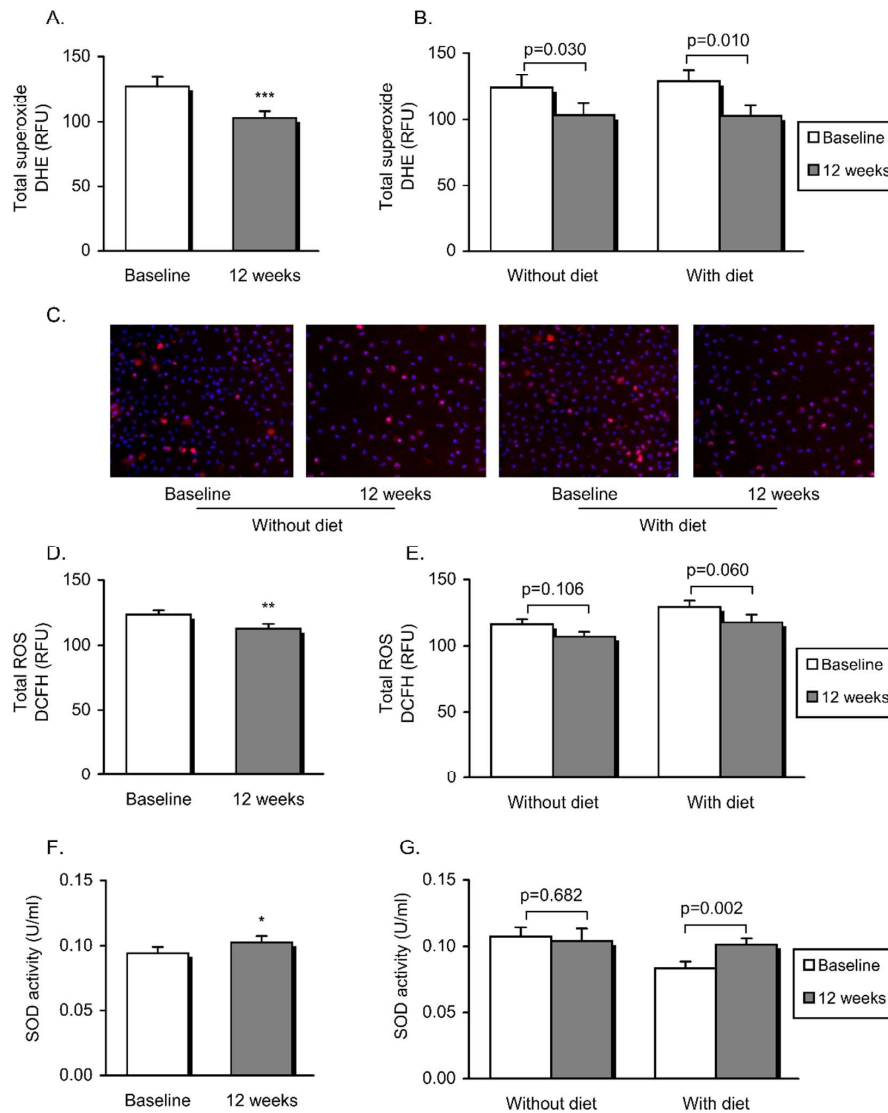 A.
150
100
50
0
Total superoxide
DHE (RFU)
***
Baseline
12 weeks
B.
150
100
50
0
Total superoxide
DHE (RFU)
p=0.030
p=0.010
Without diet
With diet
Baseline
12 weeks
C.
Baseline
12 weeks
Baseline
12 weeks
Without diet
With diet
D.
150
100
50
0
Total ROS
DCFH (RFU)
**
Baseline
12 weeks
E.
150
100
50
0
Total ROS
DCFH (RFU)
p=0.106
p=0.060
Without diet
With diet
Baseline
12 weeks
F.
0.15
0.10
0.05
0.00
SOD activity (U/ml)
*
Baseline
12 weeks
G.
0.15
0.10
0.05
0.00
SOD activity (U/ml)
p=0.682
p=0.002
Without diet
With diet
Baseline
12 weeks